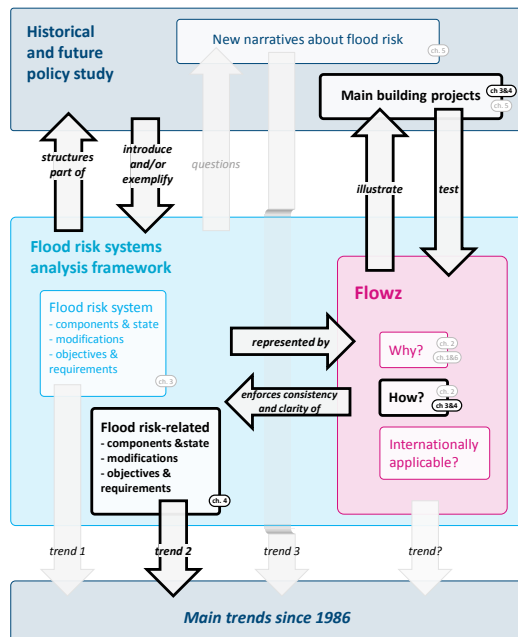 Historical
and future
policy study
New narratives about flood risk
ch. 5
Main building projects
ch 3&4
ch. 5
structures
part of
introduce
and/or
exemplify
questions
illustrate
test
Flood risk systems
analysis framework
Flood risk system
- components & state
- modifications
- objectives &
requirements
ch. 3
Flood risk-related
- components &state
- modifications
- objectives &
requirements
ch. 4
represented by
enforces consistency
and clarity of
Flowz
Why?
ch. 2
ch.1&6
How?
ch. 2
ch 3&4
Internationally
applicable?
trend 1
trend 2
trend 3
trend?
Main trends since 1986